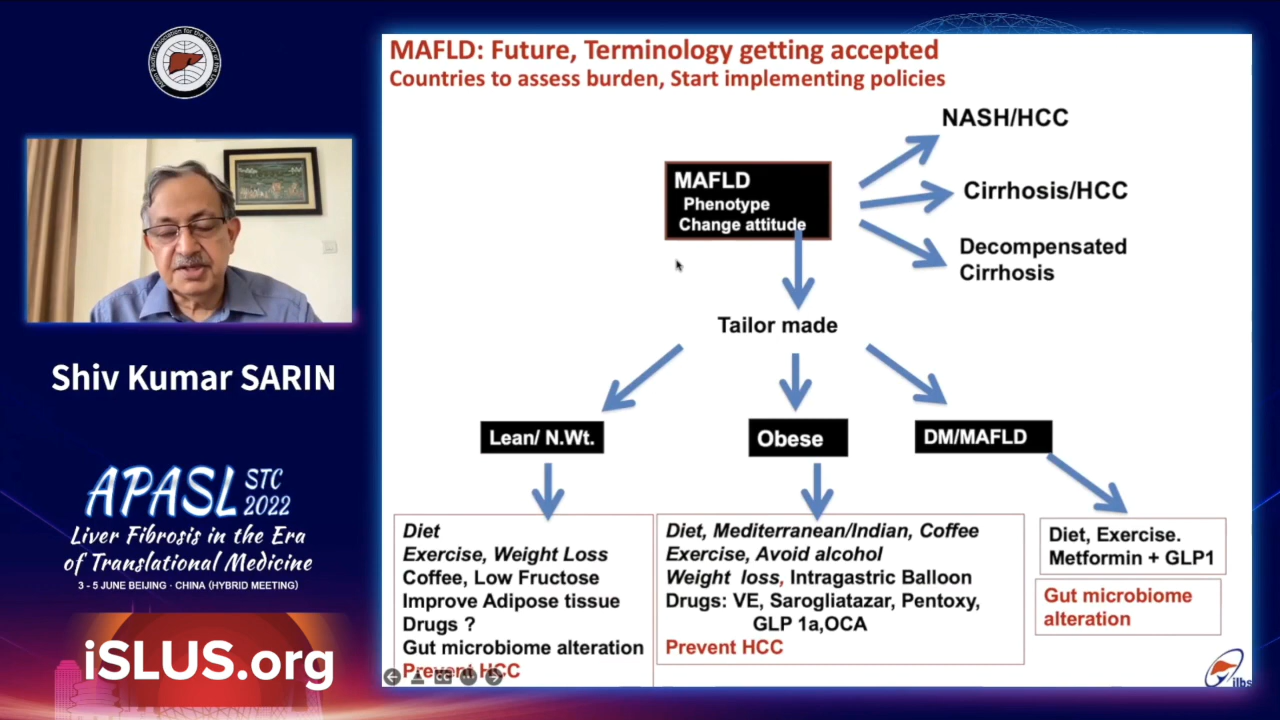 MAFLD: Future, Terminology getting accepted
Countries to assess burden, Start implementing policies
NASH/HCC
MAFLD
Phenotype
Change attitude
Cirrhosis/HCC
Decompensated
Cirrhosis
Tailor made
Lean/ N.Wt.
Obese
DM/MAFLD
Diet
Exercise, Weight Loss
Coffee, Low Fructose
Improve Adipose tissue
Drugs ?
Gut microbiome alteration
Prevent HCC
Diet, Mediterranean/Indian, Coffee
Exercise, Avoid alcohol
Weight loss, Intragastric Balloon
Drugs: VE, Sarogliatazar, Pentoxy,
GLP 1a,OCA
Prevent HCC
Diet, Exercise.
Metformin + GLP1
Gut microbiome
alteration
ilbs
Shiv Kumar SARIN
APASL STC
2022
Liver Fibrosis in the Era
of Translational Medicine
3 - 5 JUNE BEIJING · CHINA (HYBRID MEETING)
iSLUS.org